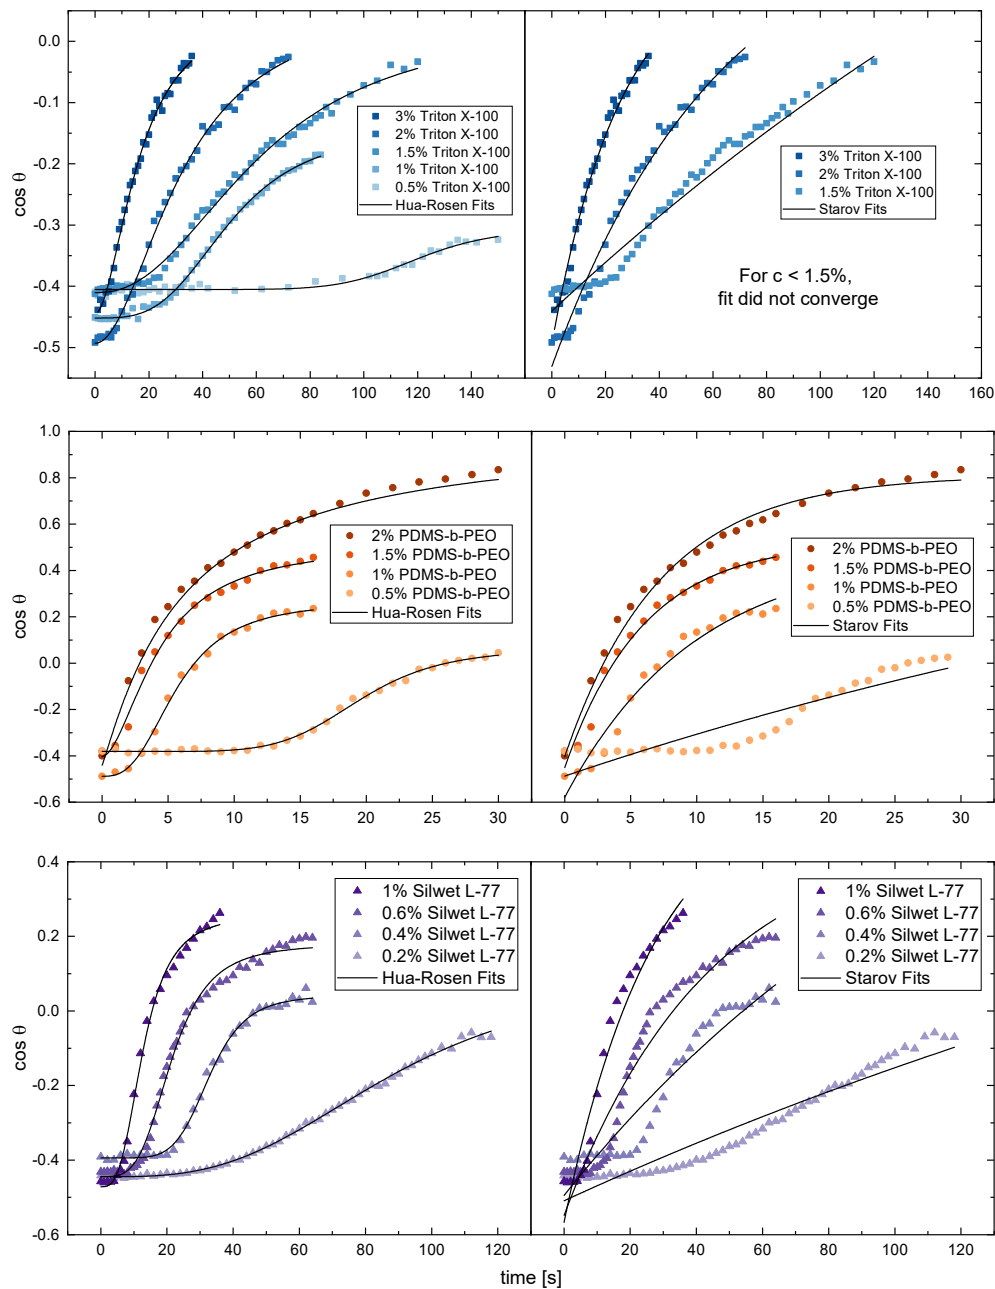 0.0
-0.1
-0.2
-0.3
-0.4
-0.5
cos θ
3% Triton X-100
2% Triton X-100
1.5% Triton X-100
1% Triton X-100
0.5% Triton X-100
Hua-Rosen Fits
3% Triton X-100
2% Triton X-100
1.5% Triton X-100
Starov Fits
For c < 1.5%,
fit did not converge
0 20 40 60 80 100 120 140 0 20 40 60 80 100 120 140 160
1.0
0.8
0.6
0.4
0.2
0.0
-0.2
-0.4
-0.6
cos θ
2% PDMS-b-PEO
1.5% PDMS-b-PEO
1% PDMS-b-PEO
0.5% PDMS-b-PEO
Hua-Rosen Fits
2% PDMS-b-PEO
1.5% PDMS-b-PEO
1% PDMS-b-PEO
0.5% PDMS-b-PEO
Starov Fits
0 5 10 15 20 25 30 0 5 10 15 20 25 30
0.4
0.2
0.0
-0.2
-0.4
-0.6
cos θ
1% Silwet L-77
0.6% Silwet L-77
0.4% Silwet L-77
0.2% Silwet L-77
Hua-Rosen Fits
1% Silwet L-77
0.6% Silwet L-77
0.4% Silwet L-77
0.2% Silwet L-77
Starov Fits
0 20 40 60 80 100 120 0 20 40 60 80 100 120
time [s]